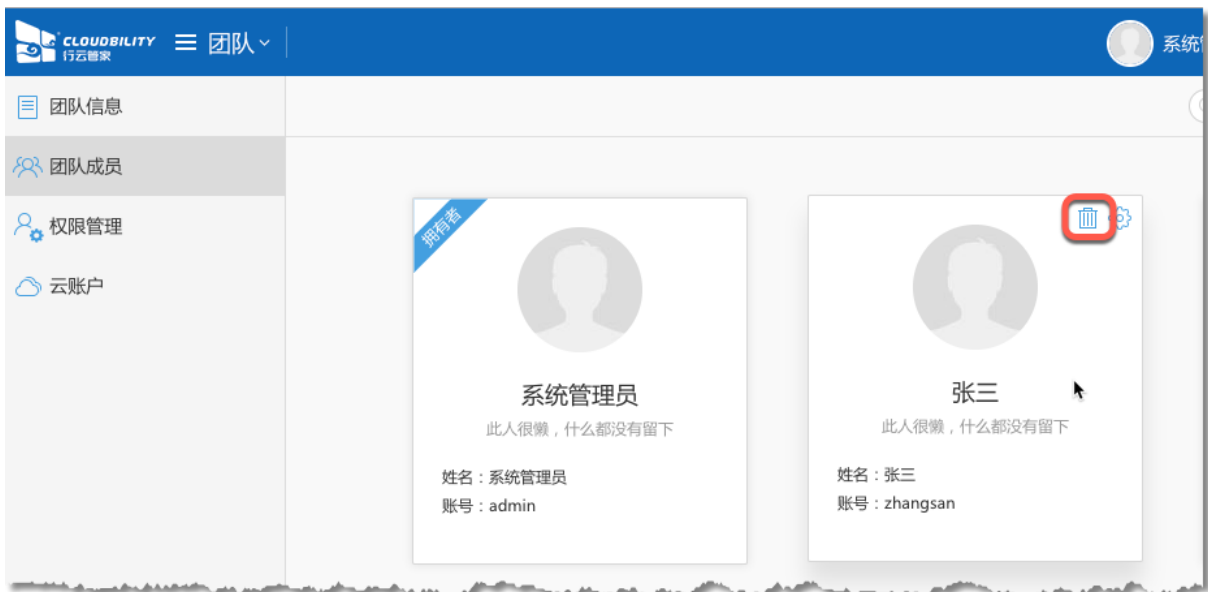 CLOUDBILITY
行云管家
团队
系统
团队信息
团队成员
权限管理
云账户
拥有者
系统管理员
此人很懒，什么都没有留下
姓名：系统管理员
账号：admin
张三
此人很懒，什么都没有留下
姓名：张三
账号：zhangsan